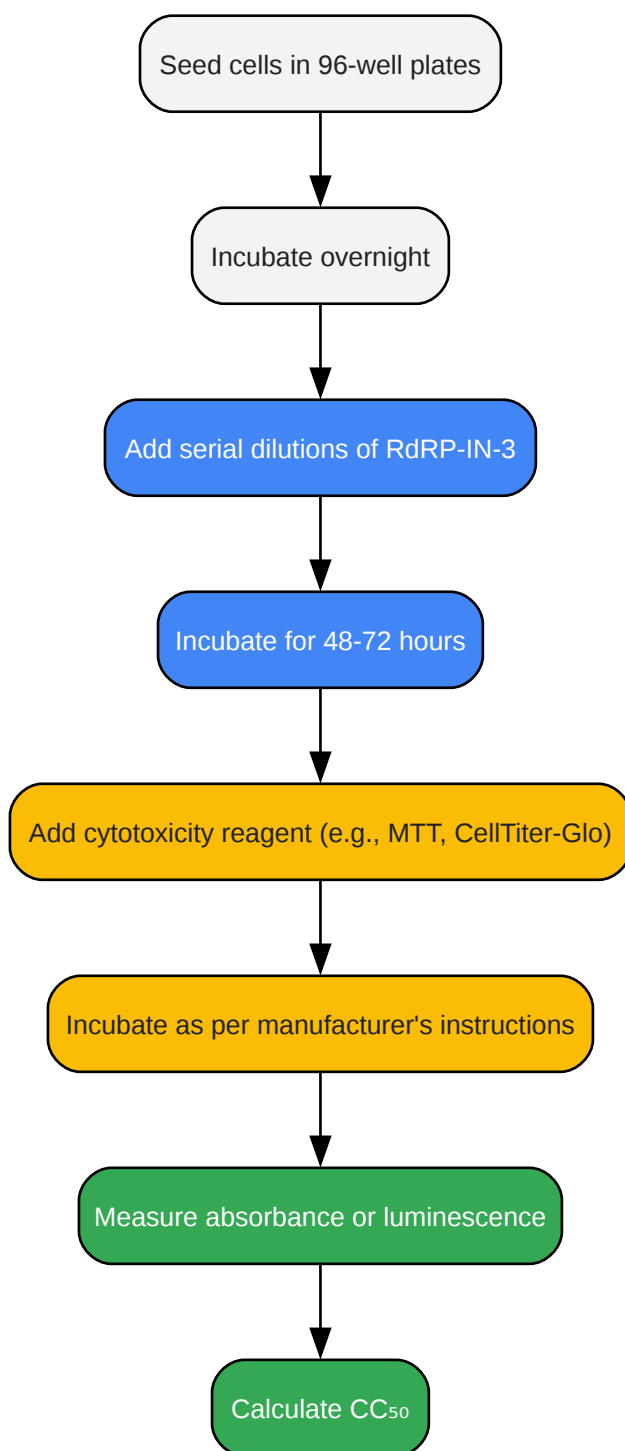 Seed cells in 96-well plates
Incubate overnight
Add serial dilutions of RdRP-IN-3
Incubate for 48-72 hours
Add cytotoxicity reagent (e.g., MTT, CellTiter-Glo)
Incubate as per manufacturer's instructions
Measure absorbance or luminescence
Calculate CC₅₀